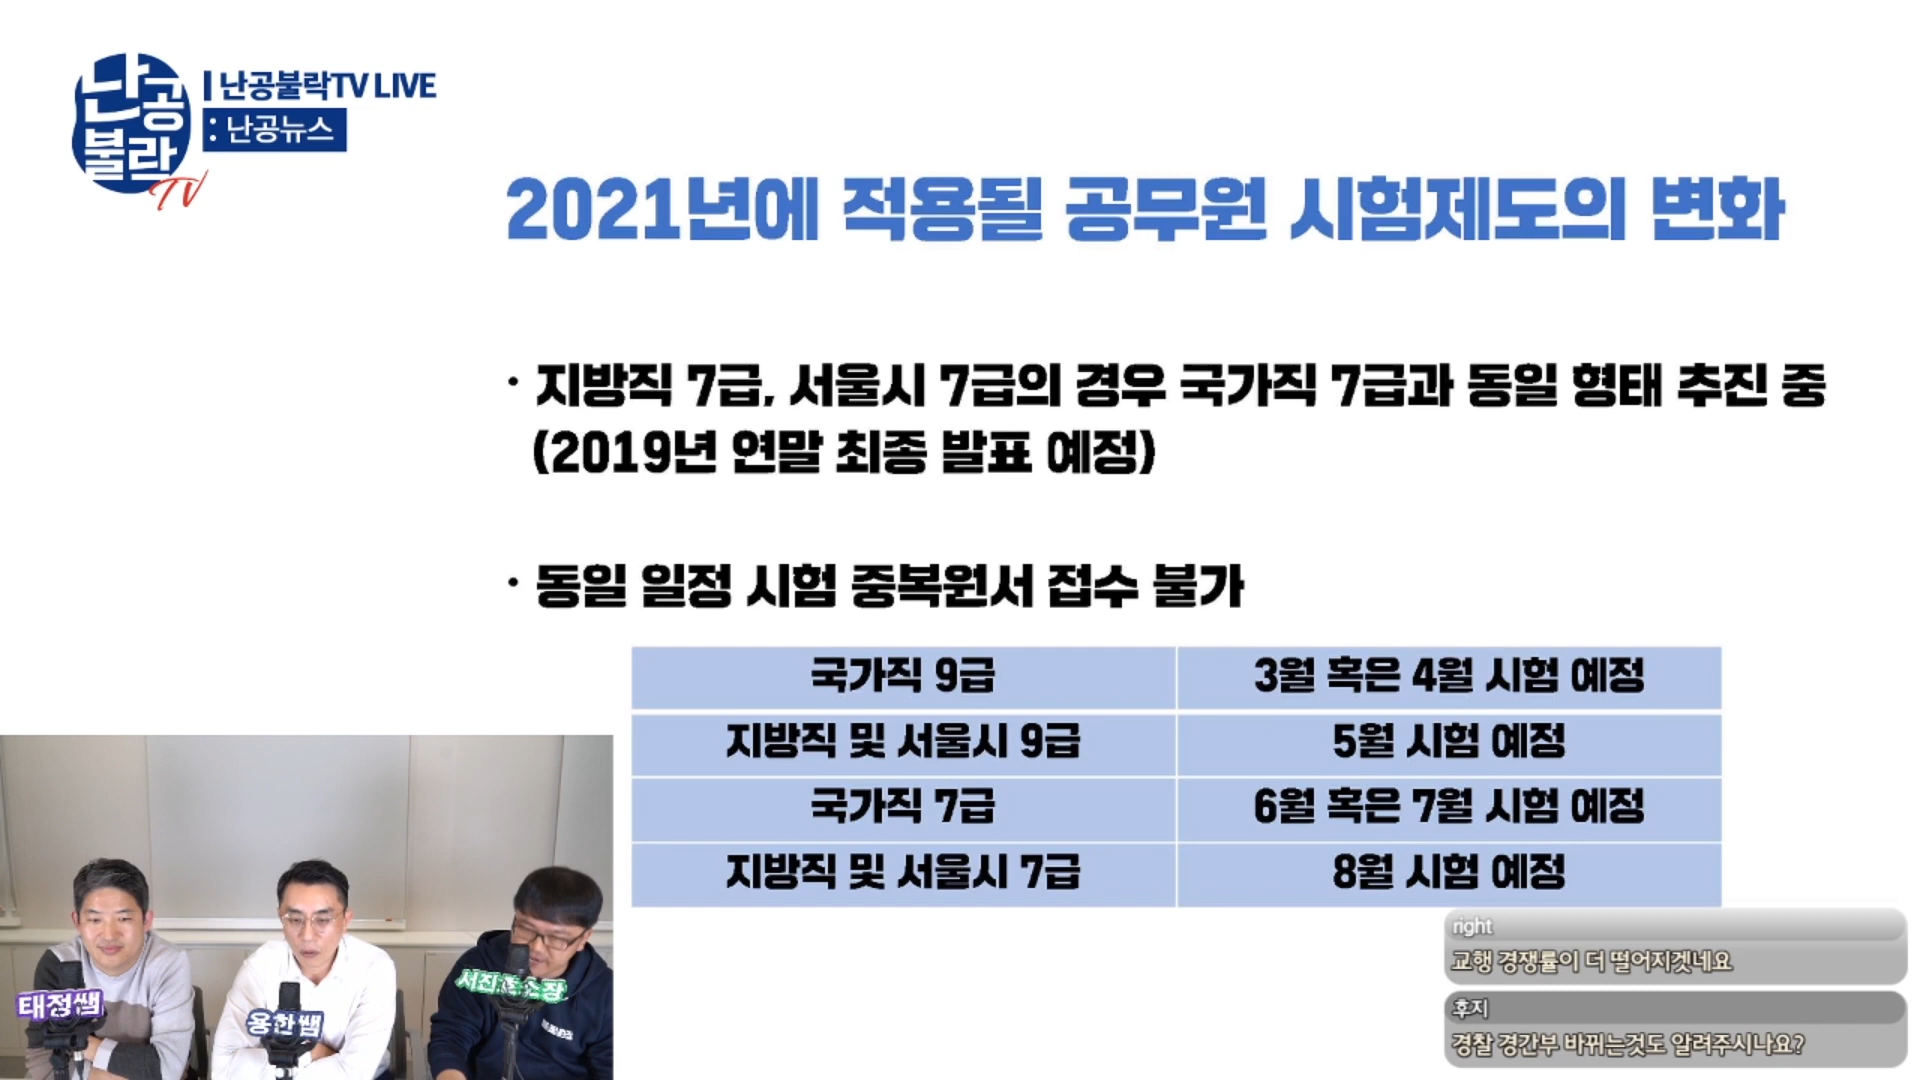 난공불락TV
난공불락TV LIVE
: 난공뉴스
2021년에 적용될 공무원 시험제도의 변화
· 지방직 7급, 서울시 7급의 경우 국가직 7급과 동일 형태 추진 중
(2019년 연말 최종 발표 예정)
· 동일 일정 시험 중복원서 접수 불가
국가직 9급 3월 혹은 4월 시험 예정
지방직 및 서울시 9급 5월 시험 예정
국가직 7급 6월 혹은 7월 시험 예정
지방직 및 서울시 7급 8월 시험 예정
태정쌤
용한쌤
right
교행 경쟁률이 더 떨어지겟네요
후지
경찰 경간부 바뀌는것도 알려주시나요?